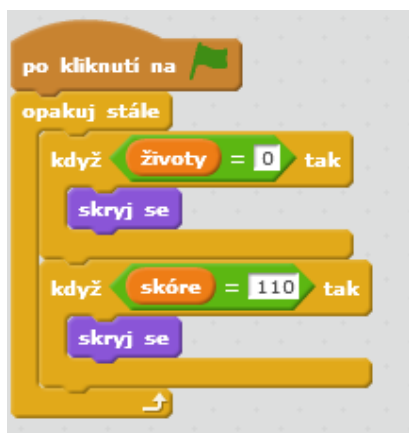 po kliknutí na
opakuj stále
když životy = 0 tak
skryj se
když skóre = 110 tak
skryj se